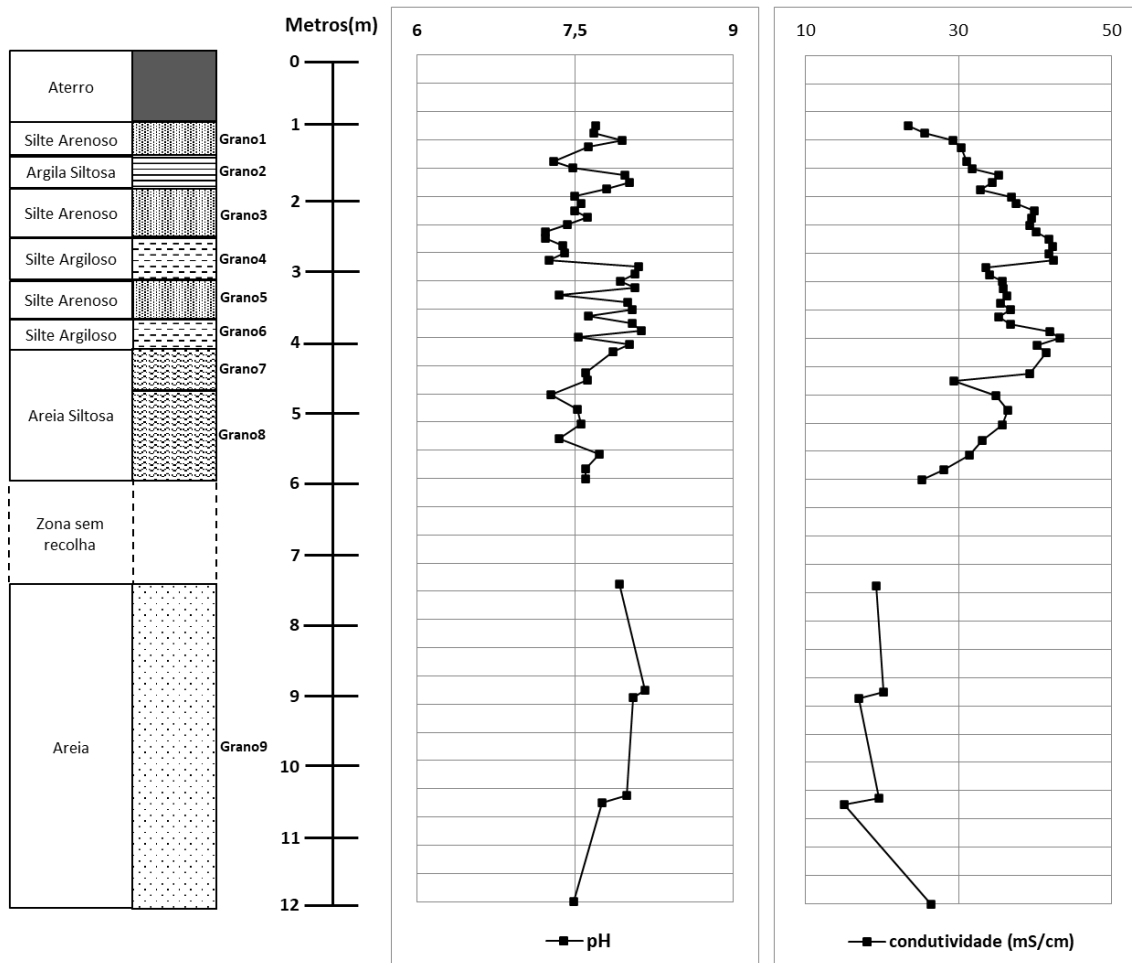 Metros(m)
6
7,5
9
10
30
50
0
Aterro
1
Silte Arenoso
Grano1
Argila Siltosa
Grano2
2
Silte Arenoso
Grano3
Silte Argiloso
Grano4
3
Silte Arenoso
Grano5
Silte Argiloso
Grano6
4
Grano7
Areia Siltosa
5
Grano8
6
Zona sem
recolha
7
8
9
Areia
Grano9
10
11
12
pH
condutividade (mS/cm)